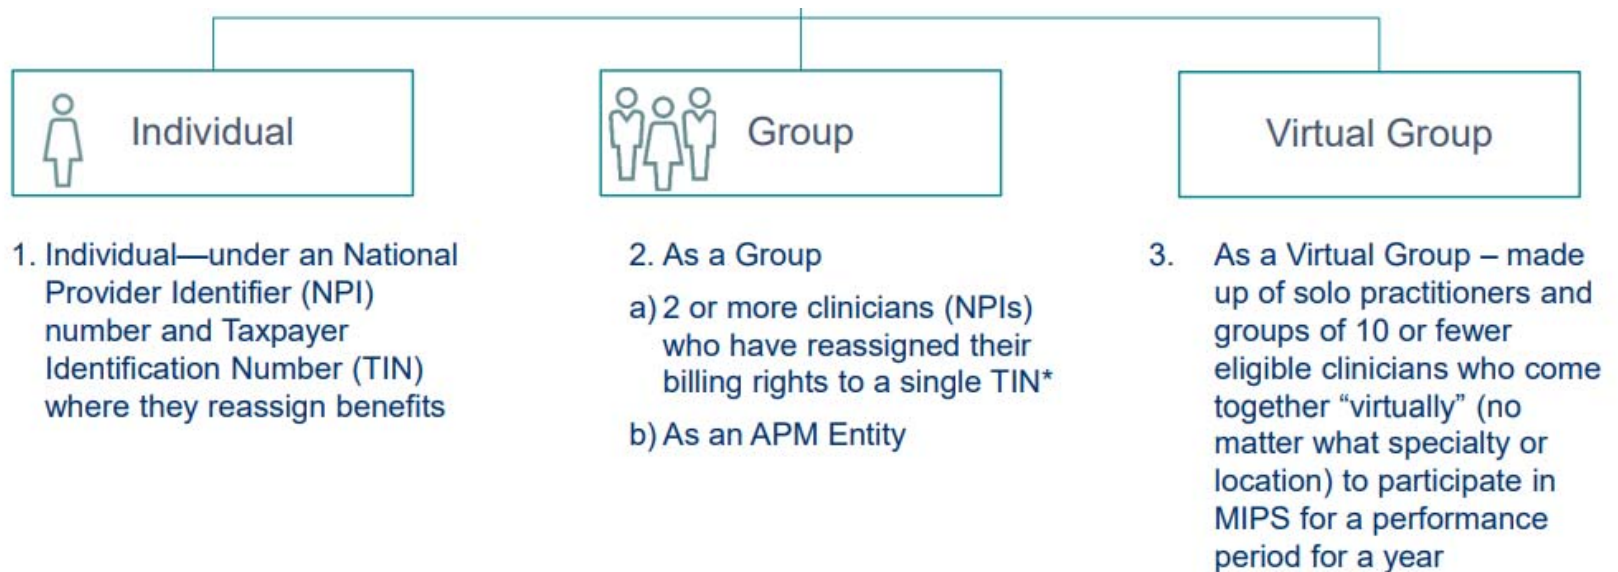 Individual
Group
Virtual Group
1. Individual—under an National
Provider Identifier (NPI)
number and Taxpayer
Identification Number (TIN)
where they reassign benefits
2. As a Group
a) 2 or more clinicians (NPIs)
who have reassigned their
billing rights to a single TIN*
b) As an APM Entity
3. As a Virtual Group – made
up of solo practitioners and
groups of 10 or fewer
eligible clinicians who come
together “virtually” (no
matter what specialty or
location) to participate in
MIPS for a performance
period for a year